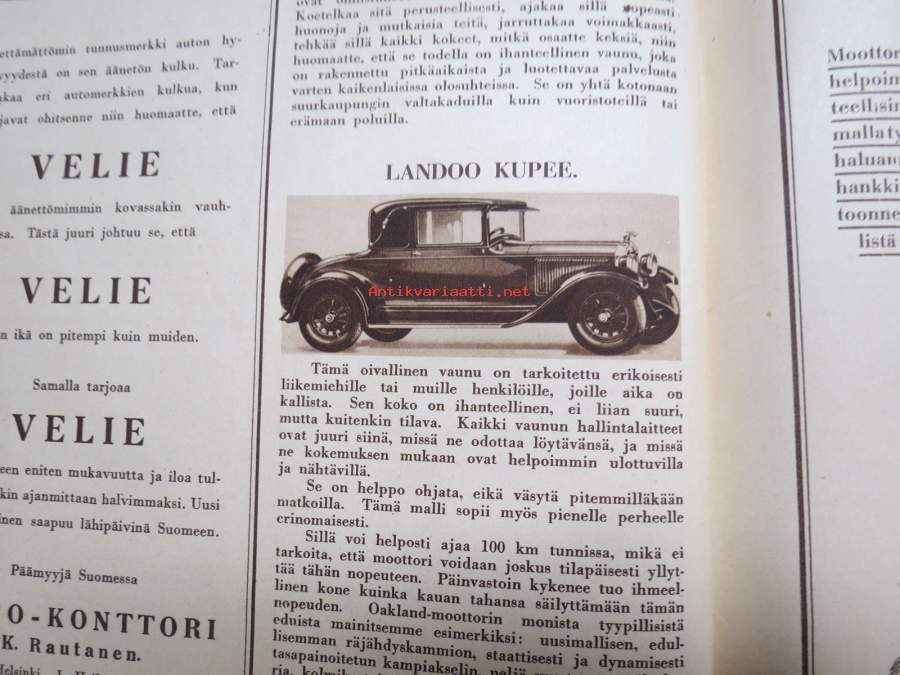 ettämättömin tunnusmerkki auton hy-
yydestä on sen äänetön kulku. Tar-
kaa eri automerkkien kulkua, kun
javat ohitsenne niin huomaatte, että
VELIE
äänettömimmin kovassakin vauh-
sa. Tästä juuri johtuu se, että
VELIE
n ikä on pitempi kuin muiden.
Samalla tarjoaa
VELIE
een eniten mukavuutta ja iloa tul-
kin ajanmittaan halvimmaksi. Uusi
inen saapuu lähipäivinä Suomeen.
Päämyyjä Suomessa
O-KONTTORI
K. Rautanen.
Helsinki
Koetelkaa sitä perusteellisesti, ajakaa sillä nopeasti,
huonoja ja mutkaisia teitä, jarruttakaa voimakkaasti,
tehkää sillä kaikki kokeet, mitkä osaatte keksiä, niin
huomaatte, että se todella on ihanteellinen vaunu, joka
on rakennettu pitkäaikaista ja luotettavaa palvelusta
varten kaikenlaisissa olosuhteissa. Se on yhtä kotonaan
suurkaupungin valtakaduilla kuin vuoristoteillä tai
erämaan poluilla.
LANDOO KUPEE.
Antikvariaatti.net
Tämä oivallinen vaunu on tarkoitettu erikoisesti
liikemiehille tai muille henkilöille, joille aika on
kallista. Sen koko on ihanteellinen, ei liian suuri,
mutta kuitenkin tilava. Kaikki vaunun hallintalaitteet
ovat juuri siinä, missä ne odottaa löytävänsä, ja missä
ne kokemuksen mukaan ovat helpoimmin ulottuvilla
ja nähtävillä.
Se on helppo ohjata, eikä väsytä pitemmilläkään
matkoilla. Tämä malli sopii myös pienelle perheelle
erinomaisesti.
Sillä voi helposti ajaa 100 km tunnissa, mikä ei
tarkoita, että moottori voidaan joskus tilapäisesti yllyt-
tää tähän nopeuteen. Päinvastoin kykenee tuo ihmeel-
linen kone kuinka kauan tahansa säilyttämään tämän
nopeuden. Oakland-moottorin monista tyypillisistä
eduista mainitsemme esimerkiksi: uusimallisen, edul-
lisemman räjähdyskammion, staattisesti ja dynamisesti
tasapainoitetun kampiakselin, neljä
Moottori
helpoim
teellisin
mallaty
haluan
hankki
toonne
listä